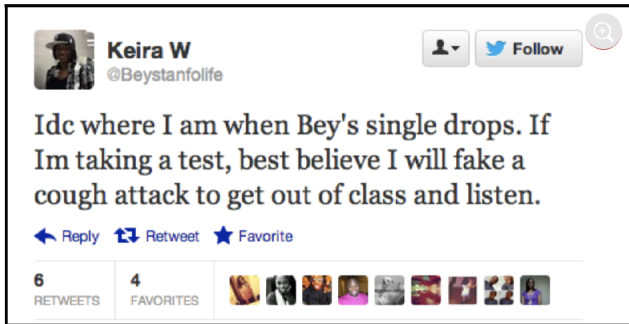 Keira W
@Beystanfolife
Follow
Idc where I am when Bey's single drops. If
Im taking a test, best believe I will fake a
cough attack to get out of class and listen.
Reply Retweet Favorite
6 4
RETWEETS FAVORITES